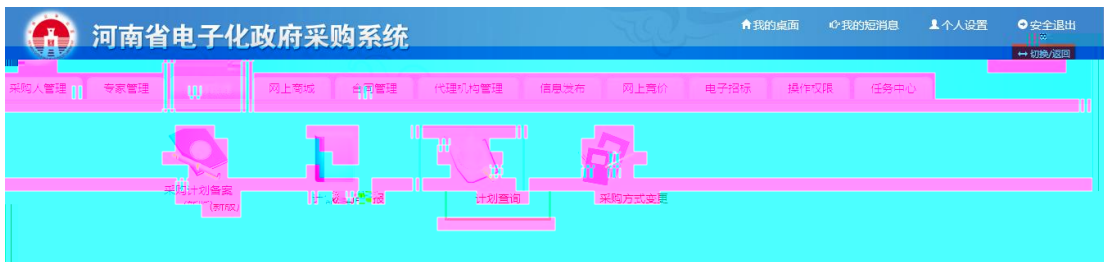 河南省电子化政府采购系统
我的桌面 我的短消息 个人设置 安全退出
切换/返回
采购人管理 专家管理 网上商城 合同管理 代理机构管理 信息发布 网上竞价 电子招标 操作权限 任务中心
采购计划备案 计划查询 采购方式变更
(新版)